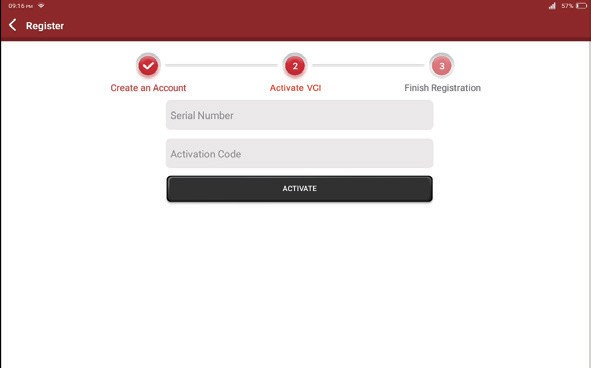 09:16 PM 57%
Register
2 3
Create an Account Activate VCI Finish Registration
Serial Number
Activation Code
ACTIVATE